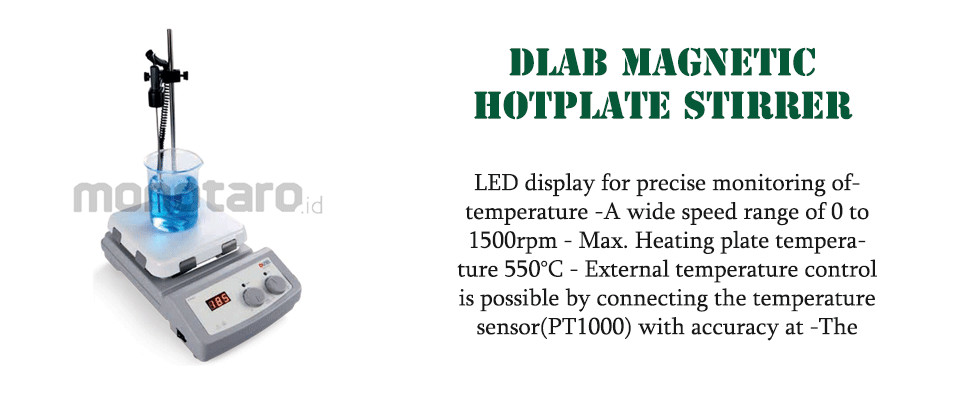 DLAB MAGNETIC
HOTPLATE STIRRER
LED display for precise monitoring of-
temperature -A wide speed range of 0 to
1500rpm - Max. Heating plate tempera-
ture 550°C - External temperature control
is possible by connecting the temperature
sensor(PT1000) with accuracy at -The
monotaro.id
185